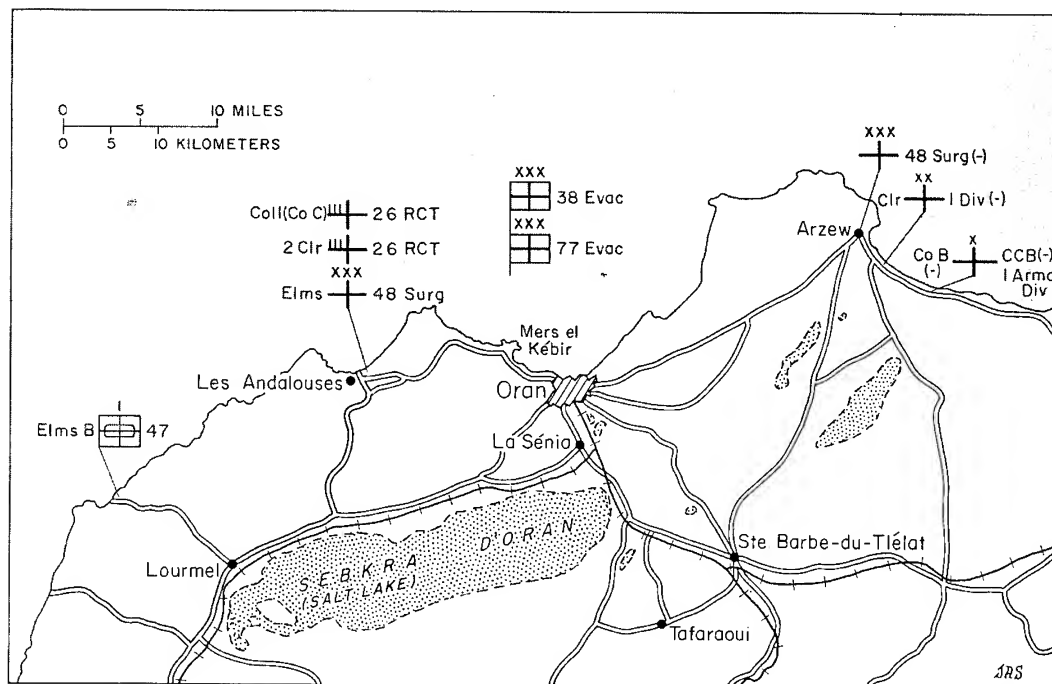 0 5 10 MILES
0 5 10 KILOMETERS
XXX
48 Surg (-)
XX
Clr 1 Div (-)
Arzew
X
Co B CCB(-)
(-) 1 Armd
Div
XXX
38 Evac
XXX
77 Evac
Coll (Co C) III 26 RCT
2 Clr III 26 RCT
XXX
Elms 48 Surg
Mers el
Kébir
Les Andalouses
Oran
I
Elms B 47
La Sénia
Lourmel
SEBKRA D'ORAN
(SALT LAKE)
Ste Barbe-du-Tlélat
Tafaraoui
SRS